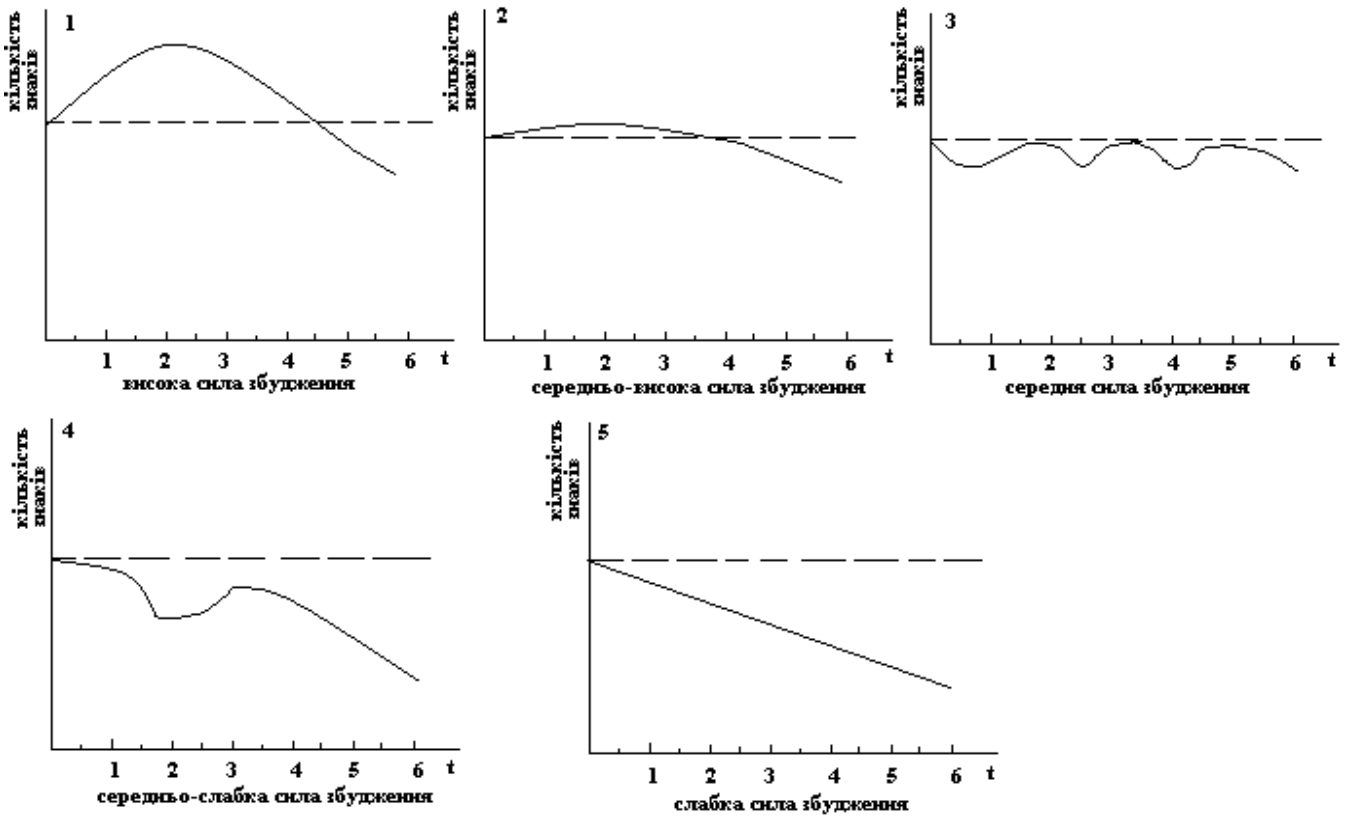 1
кількість
знаків
1 2 3 4 5 6 t
висока сила збудження
2
кількість
знаків
1 2 3 4 5 6 t
середньо-висока сила збудження
3
кількість
знаків
1 2 3 4 5 6 t
середня сила збудження
4
кількість
знаків
1 2 3 4 5 6 t
середньо-слабка сила збудження
5
кількість
знаків
1 2 3 4 5 6 t
слабка сила збудження